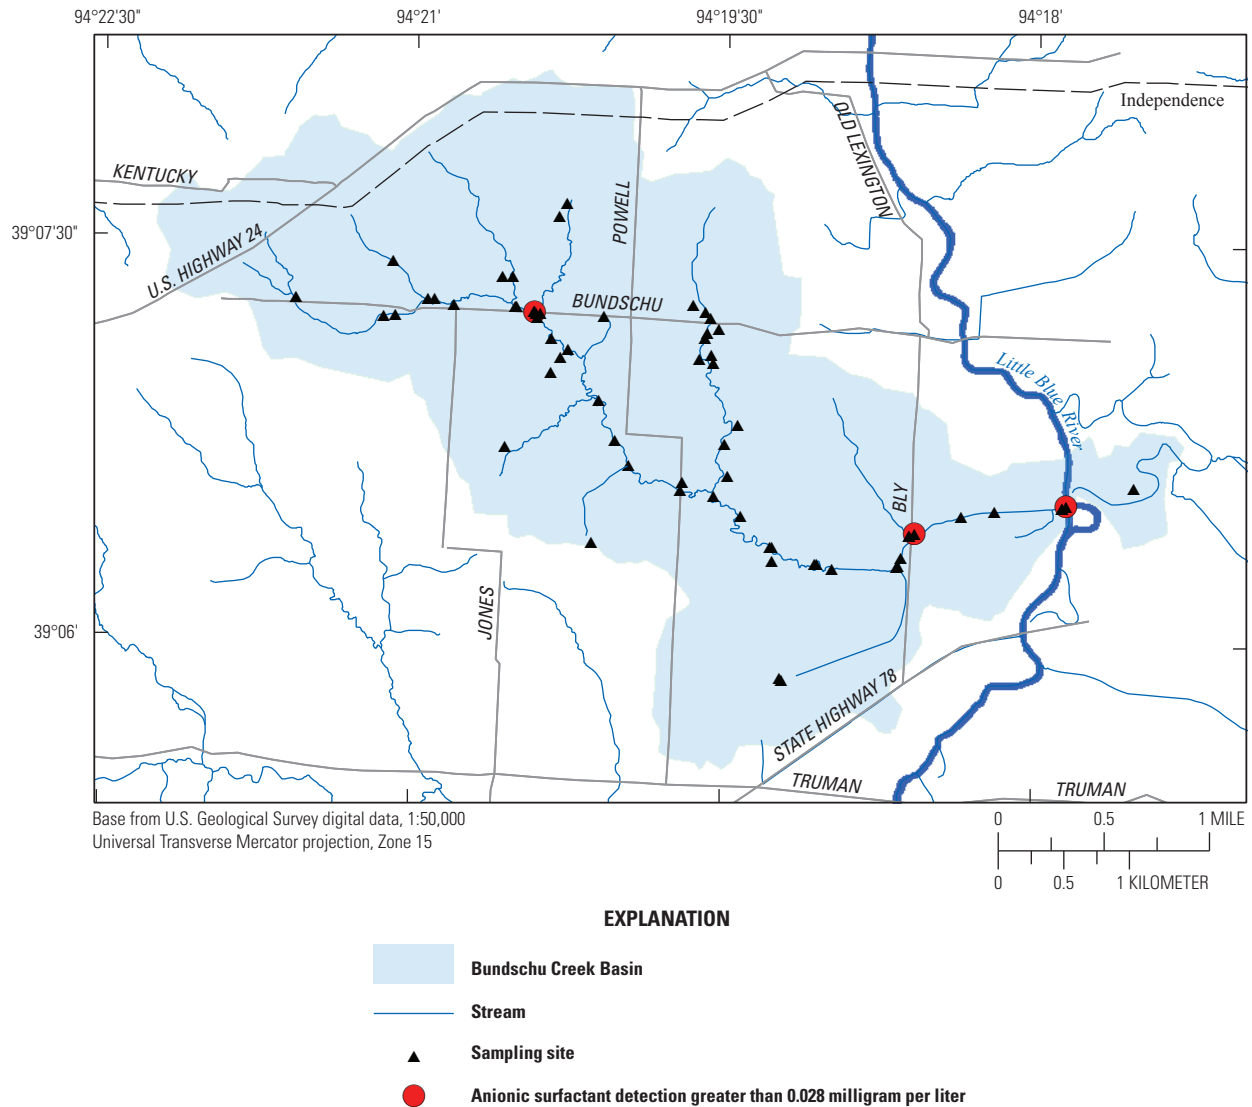 94°22'30"
94°21'
94°19'30"
94°18'
Independence
OLD LEXINGTON
KENTUCKY
POWELL
39°07'30"
U.S. HIGHWAY 24
BUNDSCHU
Little Blue River
BLY
39°06'
JONES
STATE HIGHWAY 78
TRUMAN
TRUMAN
Base from U.S. Geological Survey digital data, 1:50,000
Universal Transverse Mercator projection, Zone 15
0 0.5 1 MILE
0 0.5 1 KILOMETER
EXPLANATION
Bundschu Creek Basin
Stream
Sampling site
Anionic surfactant detection greater than 0.028 milligram per liter